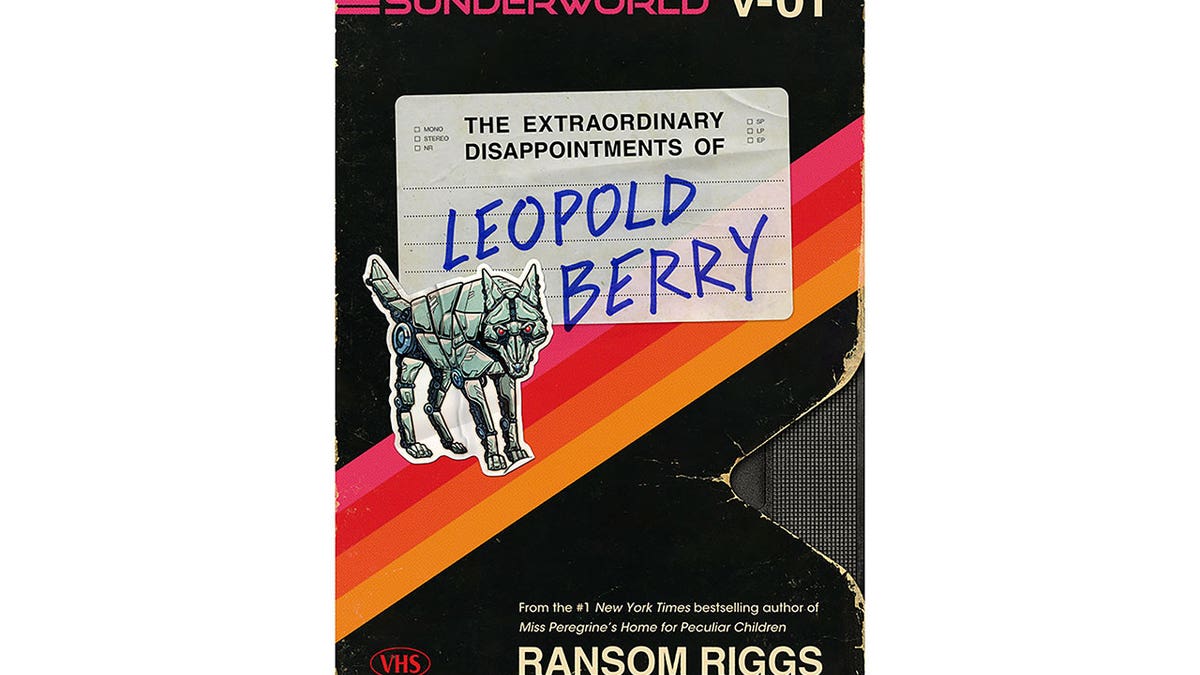 SUNDERWORLD V-01
THE EXTRAORDINARY
DISAPPOINTMENTS OF
☐ MONO
☐ STEREO
☐ NR
☐ SP
☐ LP
☐ EP
LEOPOLD
BERRY
From the #1 New York Times bestselling author of
Miss Peregrine's Home for Peculiar Children
VHS
RANSOM RIGGS